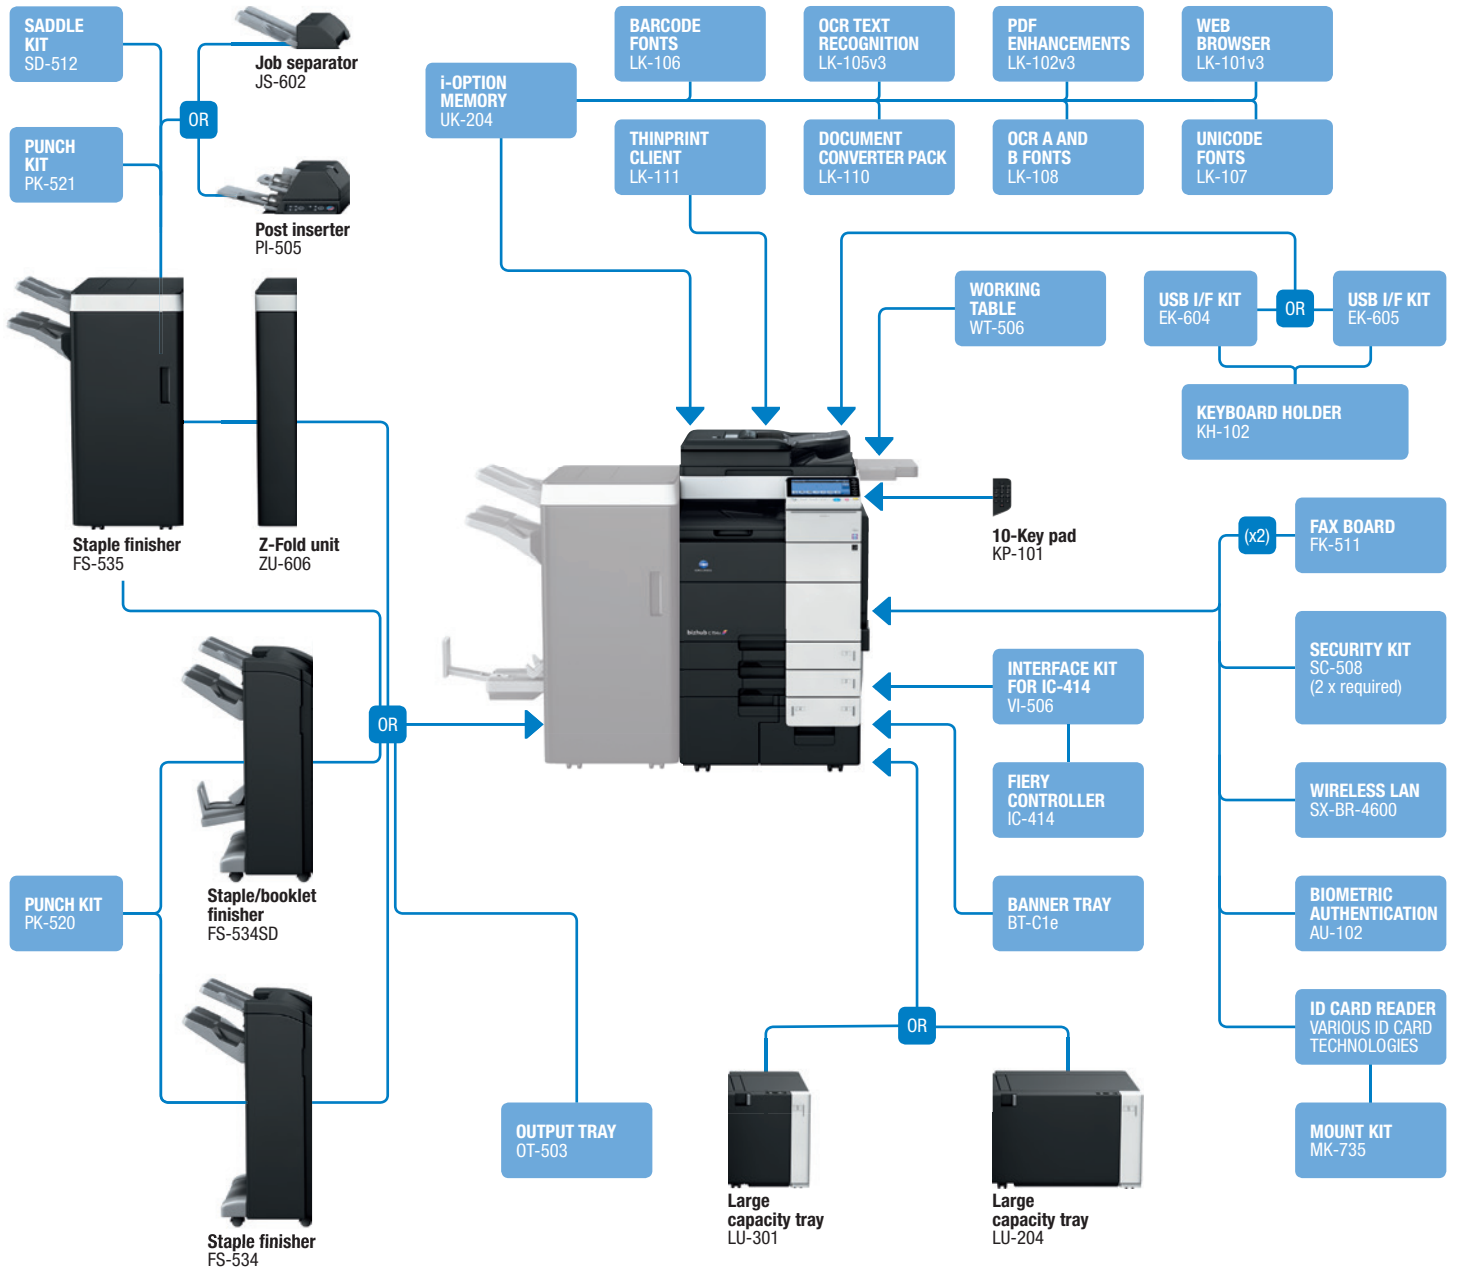 SADDLE
KIT
SD-512
Job separator
JS-602
OR
PUNCH
KIT
PK-521
Post inserter
PI-505
i-OPTION
MEMORY
UK-204
BARCODE
FONTS
LK-106
OCR TEXT
RECOGNITION
LK-105v3
PDF
ENHANCEMENTS
LK-102v3
WEB
BROWSER
LK-101v3
THINPRINT
CLIENT
LK-111
DOCUMENT
CONVERTER PACK
LK-110
OCR A AND
B FONTS
LK-108
UNICODE
FONTS
LK-107
WORKING
TABLE
WT-506
USB I/F KIT
EK-604
OR
USB I/F KIT
EK-605
KEYBOARD HOLDER
KH-102
Staple finisher
FS-535
Z-Fold unit
ZU-606
10-Key pad
KP-101
(x2)
FAX BOARD
FK-511
SECURITY KIT
SC-508
(2 x required)
INTERFACE KIT
FOR IC-414
VI-506
OR
bizhub
FIERY
CONTROLLER
IC-414
WIRELESS LAN
SX-BR-4600
PUNCH KIT
PK-520
Staple/booklet
finisher
FS-534SD
BANNER TRAY
BT-C1e
BIOMETRIC
AUTHENTICATION
AU-102
OR
ID CARD READER
VARIOUS ID CARD
TECHNOLOGIES
OUTPUT TRAY
OT-503
MOUNT KIT
MK-735
Large
capacity tray
LU-301
Large
capacity tray
LU-204
Staple finisher
FS-534